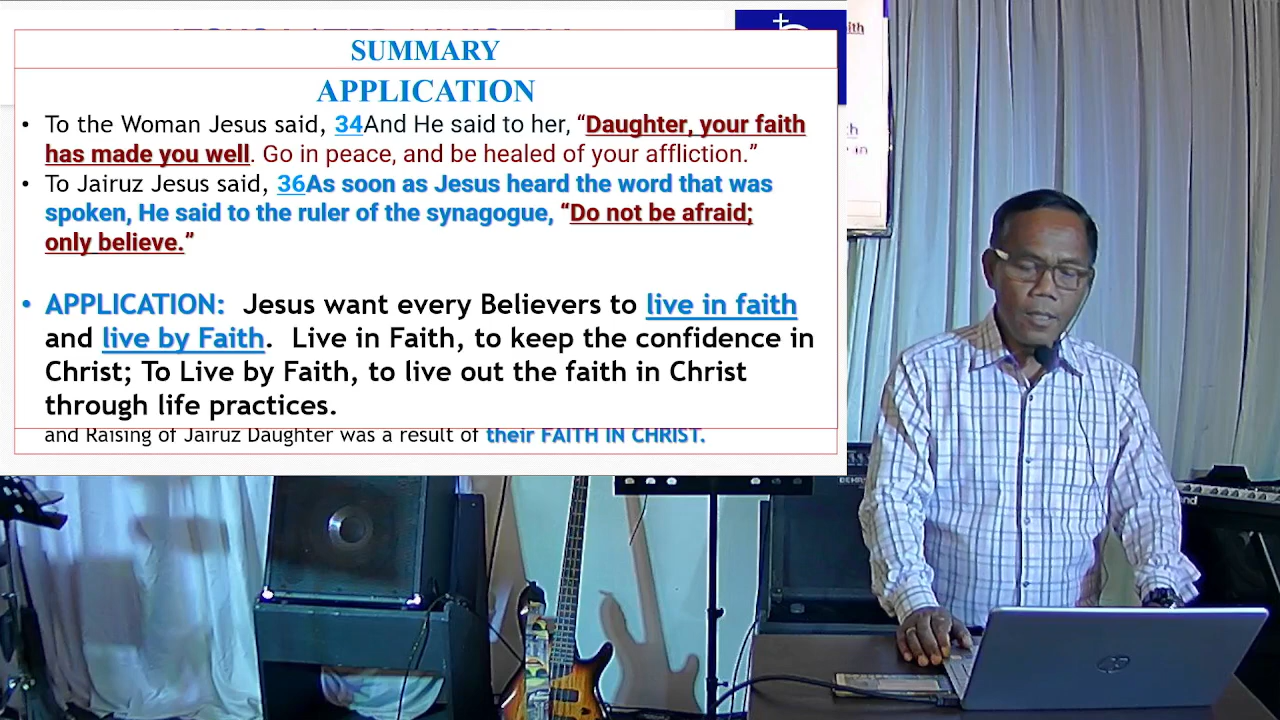 SUMMARY
APPLICATION
• To the Woman Jesus said, 34And He said to her, “Daughter, your faith
has made you well. Go in peace, and be healed of your affliction.”
• To Jairuz Jesus said, 36As soon as Jesus heard the word that was
spoken, He said to the ruler of the synagogue, “Do not be afraid;
only believe.”
• APPLICATION: Jesus want every Believers to live in faith
and live by Faith. Live in Faith, to keep the confidence in
Christ; To Live by Faith, to live out the faith in Christ
through life practices.
and Raising of Jairuz Daughter was a result of their FAITH IN CHRIST.
hp